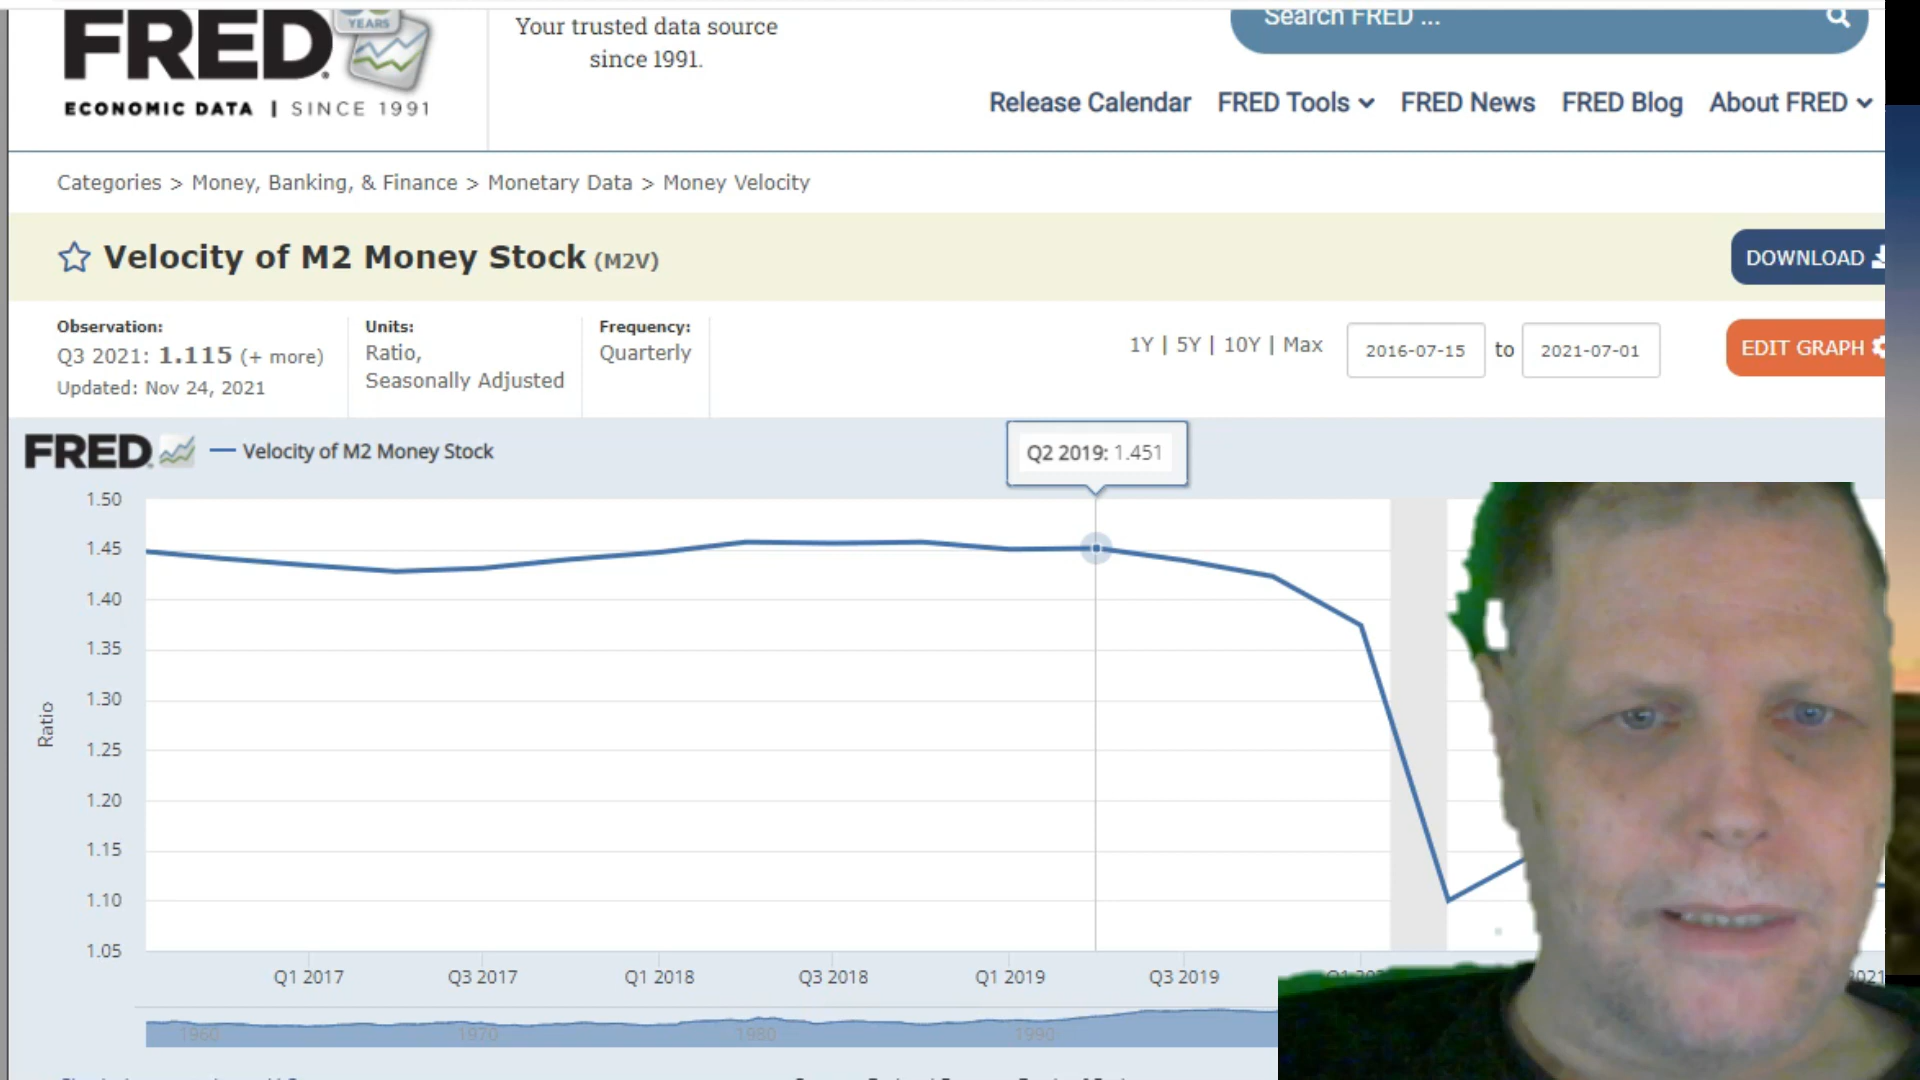 FRED
YEARS
ECONOMIC DATA | SINCE 1991
Your trusted data source
since 1991.
Search FRED ...
Release Calendar FRED Tools FRED News FRED Blog About FRED
Categories > Money, Banking, & Finance > Monetary Data > Money Velocity
Velocity of M2 Money Stock (M2V)
DOWNLOAD
Observation:
Q3 2021: 1.115 (+ more)
Updated: Nov 24, 2021
Units:
Ratio,
Seasonally Adjusted
Frequency:
Quarterly
1Y | 5Y | 10Y | Max
2016-07-15 to 2021-07-01
EDIT GRAPH
FRED
Velocity of M2 Money Stock
Q2 2019: 1.451
1.50
1.45
1.40
1.35
1.30
1.25
1.20
1.15
1.10
1.05
Ratio
Q1 2017 Q3 2017 Q1 2018 Q3 2018 Q1 2019 Q3 2019
1960 1970 1980 1990